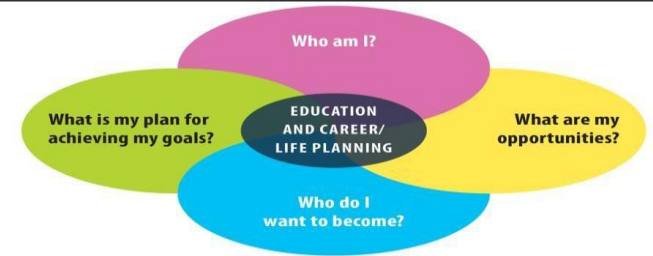 Who am I?
What is my plan for
achieving my goals?
EDUCATION
AND CAREER/
LIFE PLANNING
What are my
opportunities?
Who do I
want to become?